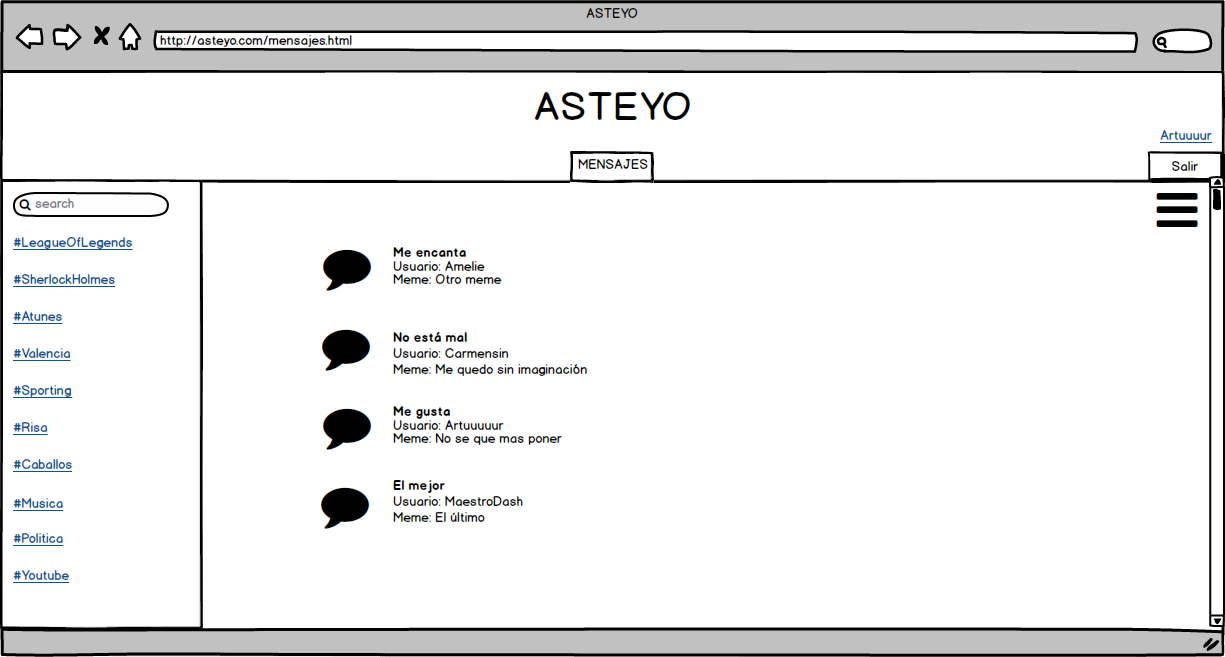 ASTEYO
http://asteyo.com/mensajes.html
ASTEYO
Artuuuur
MENSAJES
Salir
search
#LeagueOfLegends
#SherlockHolmes
#Atunes
#Valencia
#Sporting
#Risa
#Caballos
#Musica
#Politica
#Youtube
Me encanta
Usuario: Amelie
Meme: Otro meme
No está mal
Usuario: Carmensin
Meme: Me quedo sin imaginación
Me gusta
Usuario: Artuuuuur
Meme: No se que mas poner
El mejor
Usuario: MaestroDash
Meme: El último